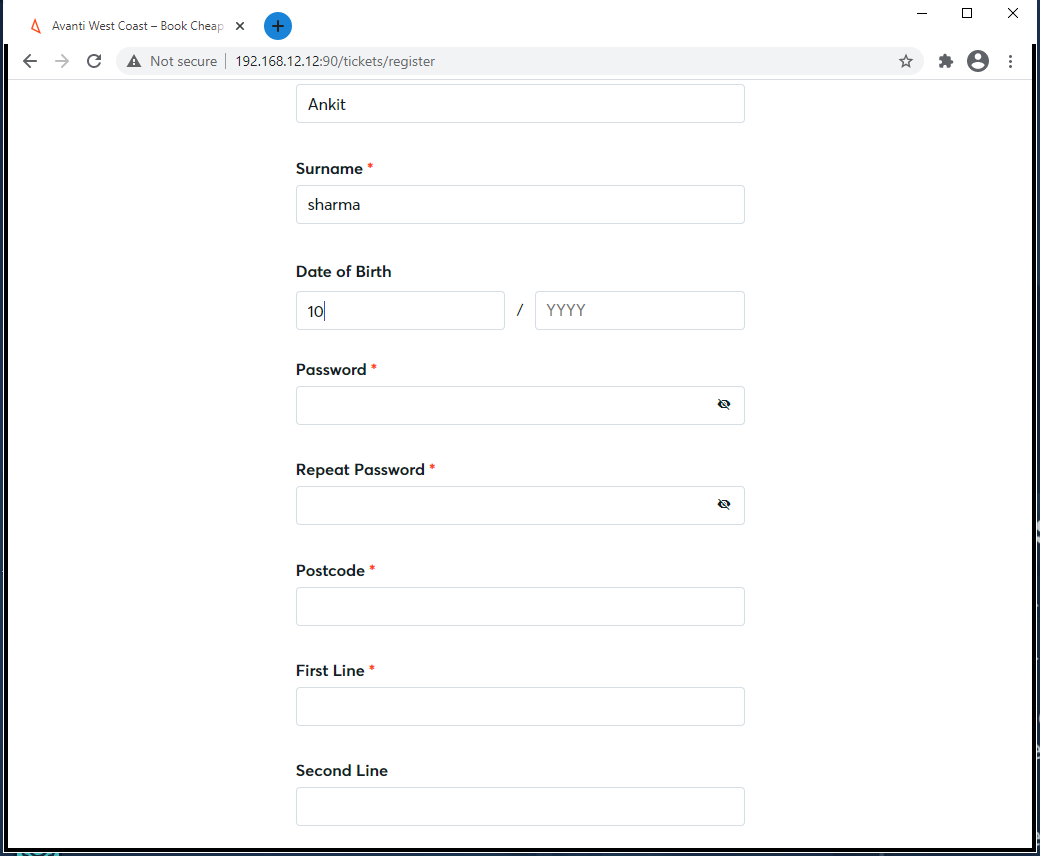 Avanti West Coast – Book Cheap
Not secure
192.168.12.12:90/tickets/register
Ankit
Surname *
sharma
Date of Birth
10 / YYYY
Password *
Repeat Password *
Postcode *
First Line *
Second Line